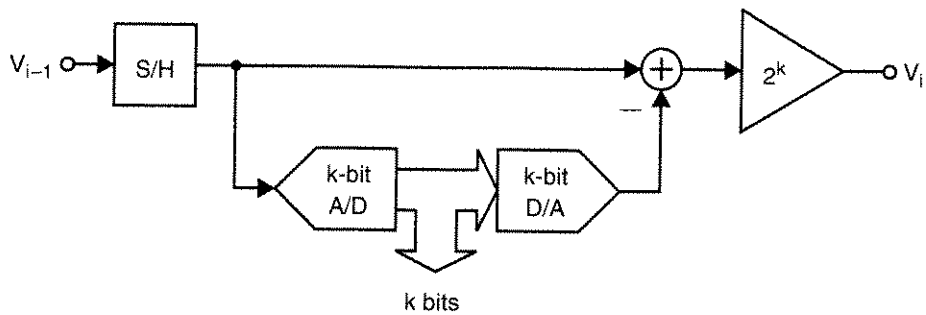 V_{i–1}
S/H
+
—
2^k
V_i
k-bit
A/D
k-bit
D/A
k bits